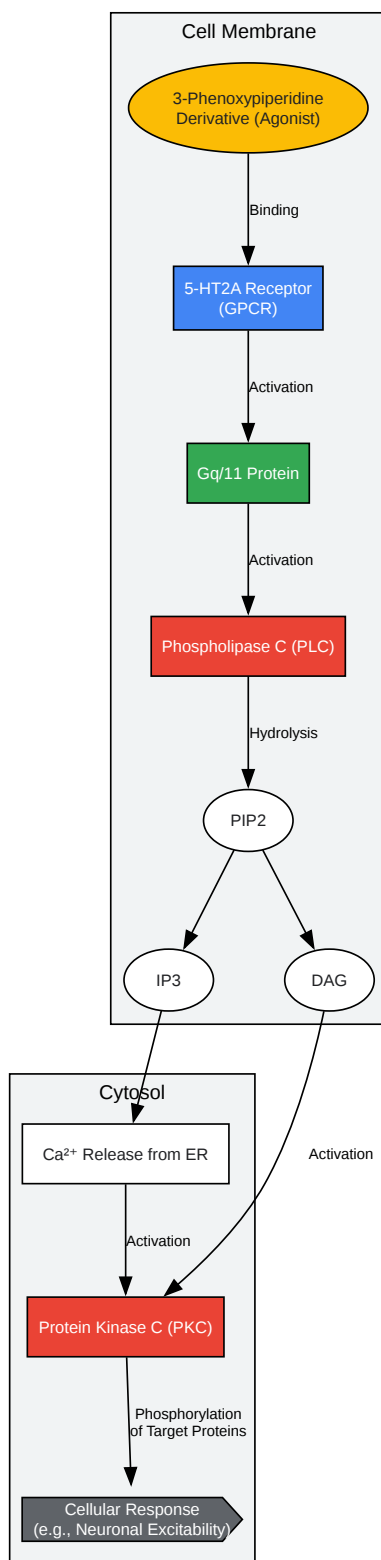 Cell Membrane
3-Phenoxypiperidine
Derivative (Agonist)
Binding
5-HT2A Receptor
(GPCR)
Activation
Gq/11 Protein
Activation
Phospholipase C (PLC)
Hydrolysis
PIP2
IP3
DAG
Cytosol
Ca²⁺ Release from ER
Activation
Activation
Protein Kinase C (PKC)
Phosphorylation
of Target Proteins
Cellular Response
(e.g., Neuronal Excitability)